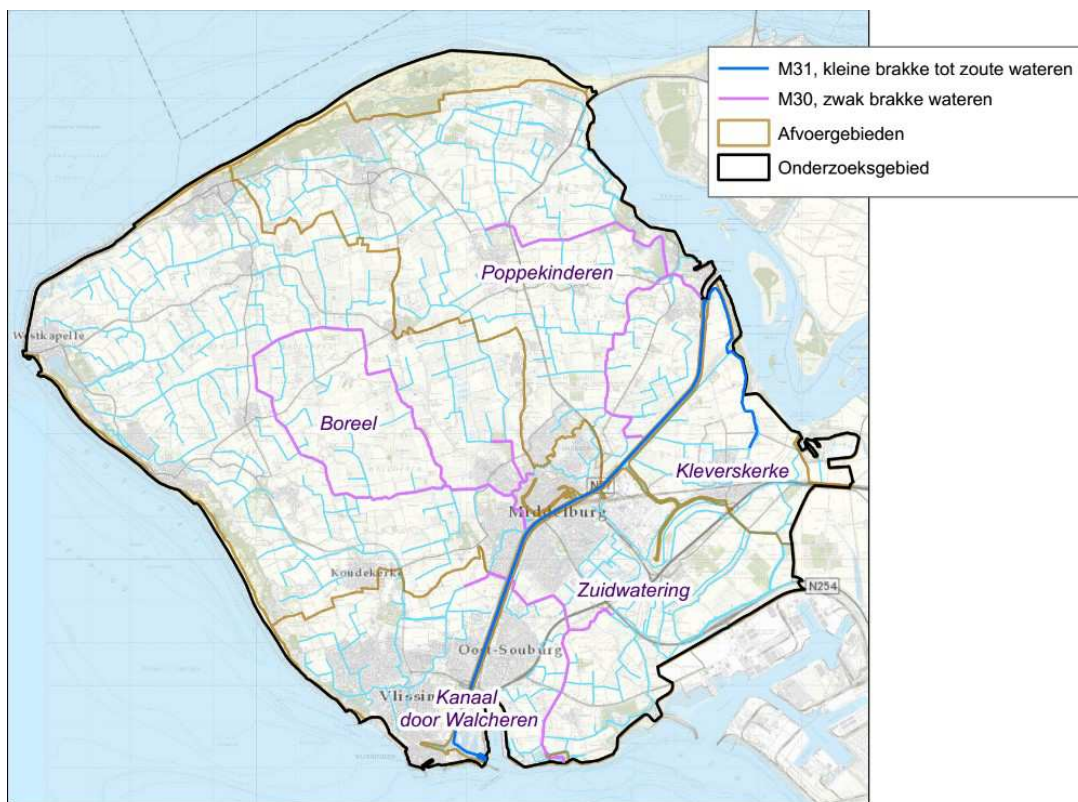 M31, kleine brakke tot zoute wateren
M30, zwak brakke wateren
Afvoergebieden
Onderzoeksgebied
Poppekinderen
Westkapelle
Boreel
Kleverskerke
Middelburg
Koudekerke
Zuidwatering
N254
Oost-Souburg
Kanaal
door Walcheren